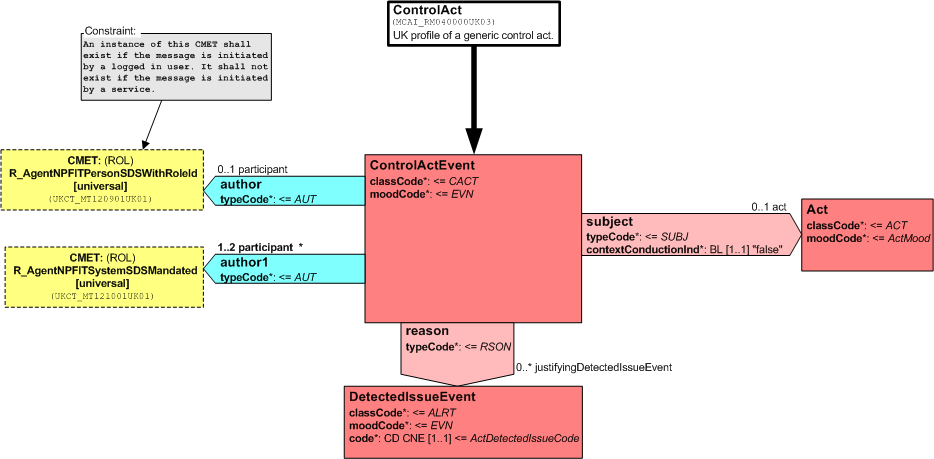 ControlAct
(MCAI_RM040000UK03)
UK profile of a generic control act.
Constraint:
An instance of this CMET shall
exist if the message is initiated
by a logged in user. It shall not
exist if the message is initiated
by a service.
CMET: (ROL)
R_AgentNPFITPersonSDSWithRoleId
[universal]
(UKCT_MT120901UK01)
0..1 participant
author
typeCode*: <= AUT
ControlActEvent
classCode*: <= CACT
moodCode*: <= EVN
0..1 act
subject
typeCode*: <= SUBJ
contextConductionInd*: BL [1..1] "false"
Act
classCode*: <= ACT
moodCode*: <= ActMood
CMET: (ROL)
R_AgentNPFITSystemSDSMandated
[universal]
(UKCT_MT121001UK01)
1..2 participant *
author1
typeCode*: <= AUT
reason
typeCode*: <= RSON
0..* justifyingDetectedIssueEvent
DetectedIssueEvent
classCode*: <= ALRT
moodCode*: <= EVN
code*: CD CNE [1..1] <= ActDetectedIssueCode